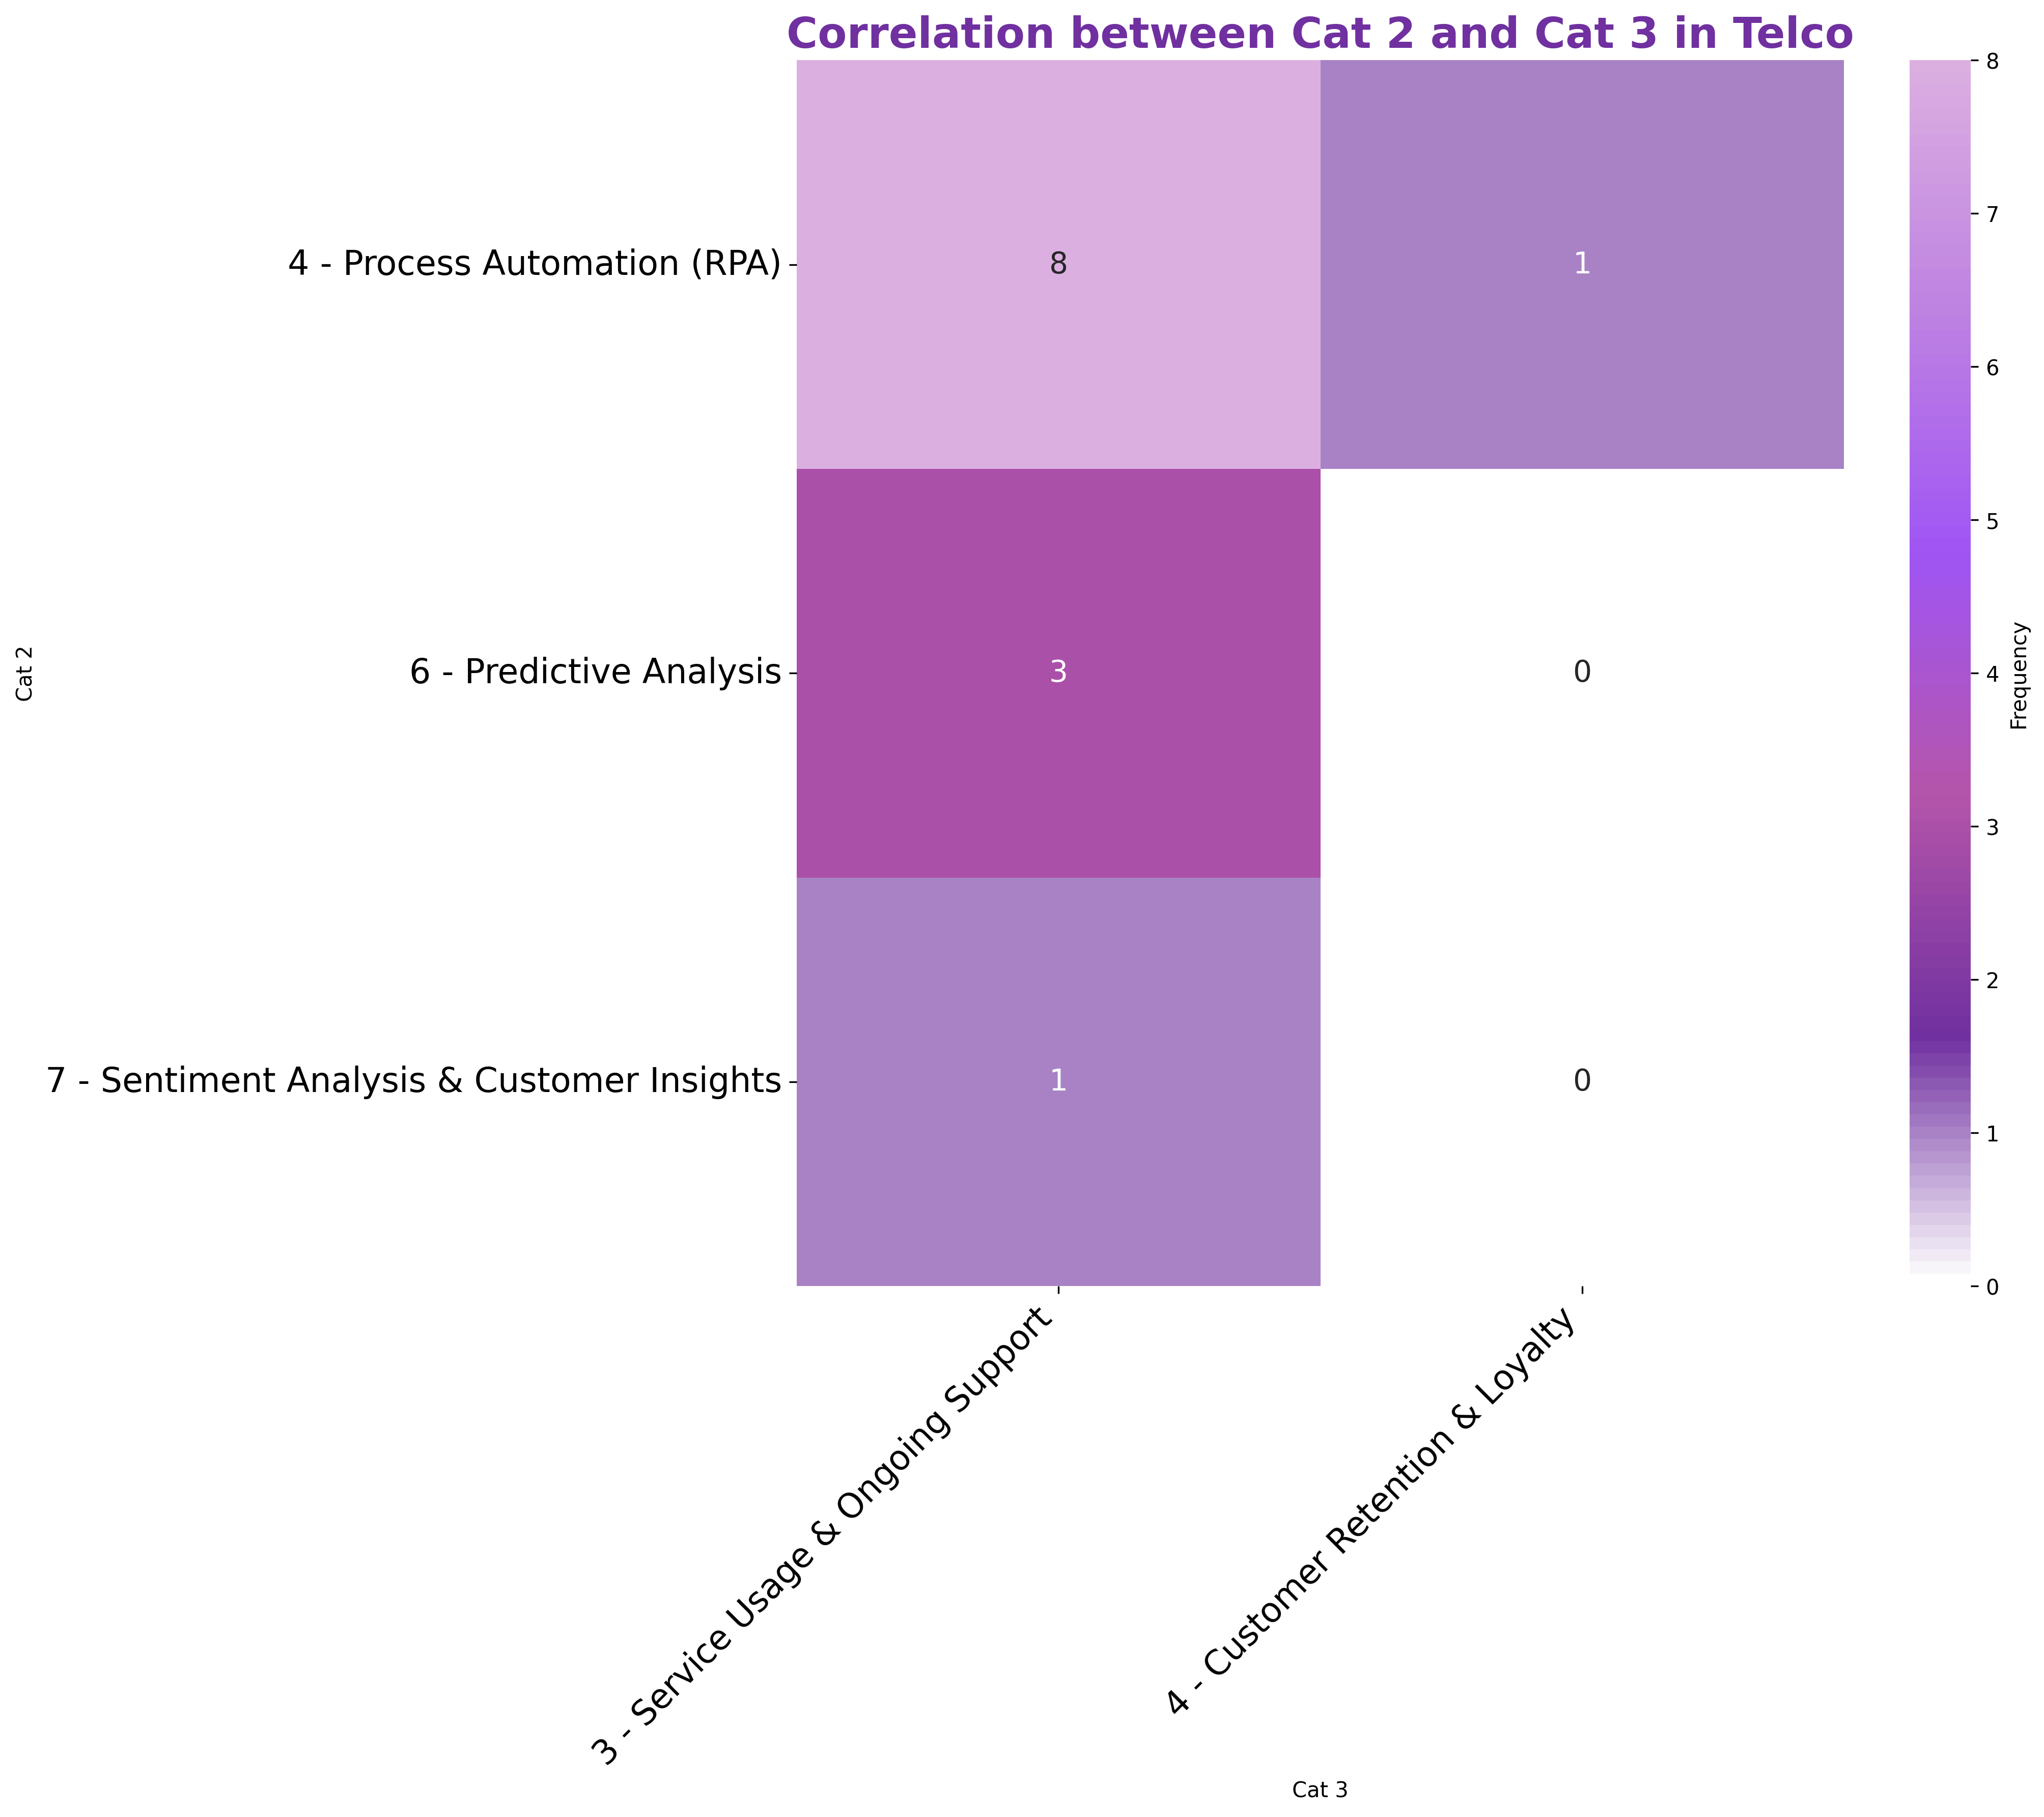 Correlation between Cat 2 and Cat 3 in Telco
Cat 2
4 - Process Automation (RPA)
8
1
6 - Predictive Analysis
3
0
7 - Sentiment Analysis & Customer Insights
1
0
3 - Service Usage & Ongoing Support
4 - Customer Retention & Loyalty
Cat 3
8
7
6
5
4
3
2
1
0
Frequency